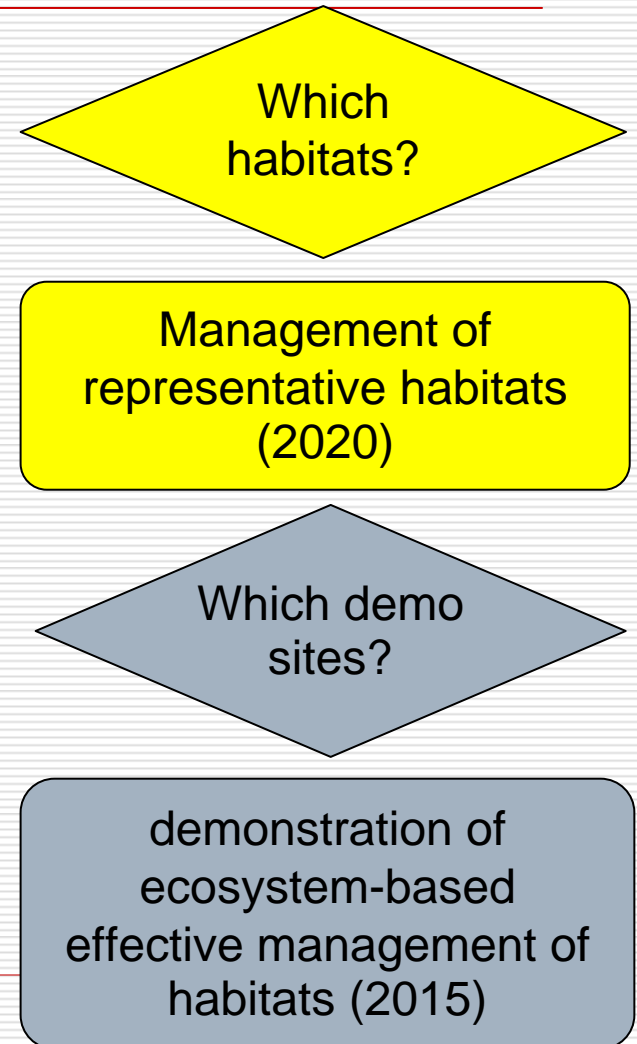 Which
habitats?
Management of
representative habitats
(2020)
Which demo
sites?
demonstration of
ecosystem-based
effective management of
habitats (2015)